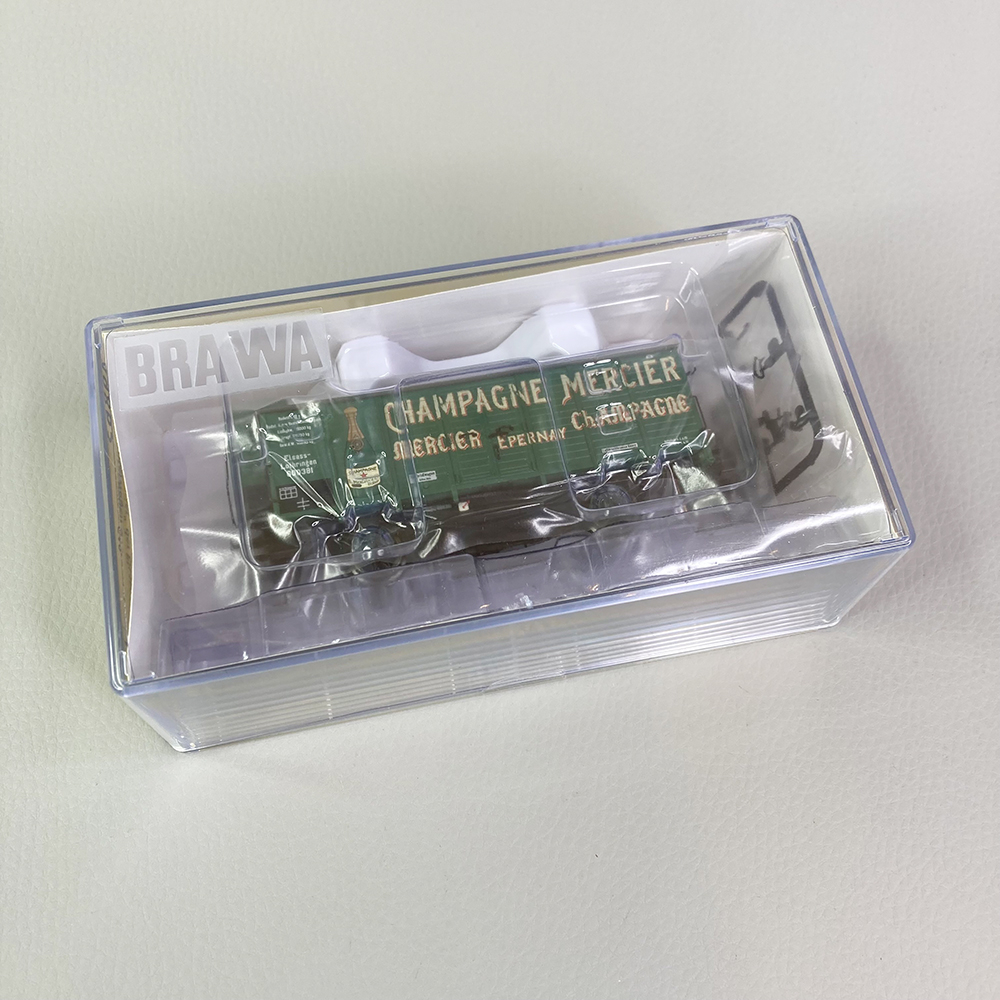 BRAWA
CHAMPAGNE MERCIER
MERCIER EPERNAY ChAMPAGNE
Elsass-
Lothringen